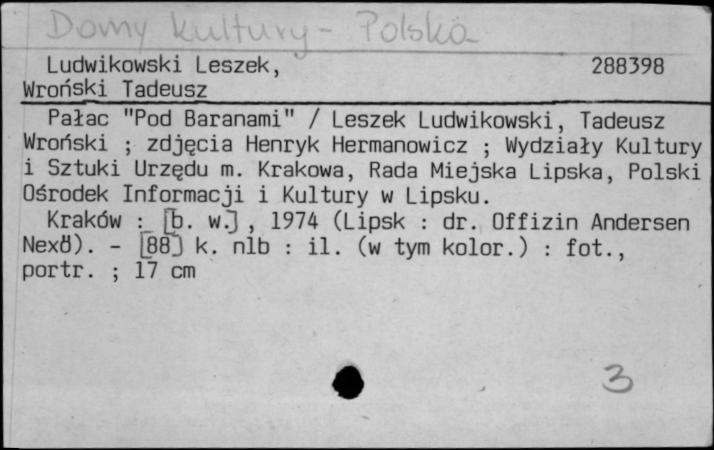 Domy kultury - Polska
Ludwikowski Leszek, 288398
Wroński Tadeusz
Pałac "Pod Baranami" / Leszek Ludwikowski, Tadeusz
Wroński ; zdjęcia Henryk Hermanowicz ; Wydziały Kultury
i Sztuki Urzędu m. Krakowa, Rada Miejska Lipska, Polski
Ośrodek Informacji i Kultury w Lipsku.
Kraków : [b. w.] , 1974 (Lipsk : dr. Offizin Andersen
Nexö). - [88] k. nlb : il. (w tym kolor.) : fot.,
portr. ; 17 cm
3